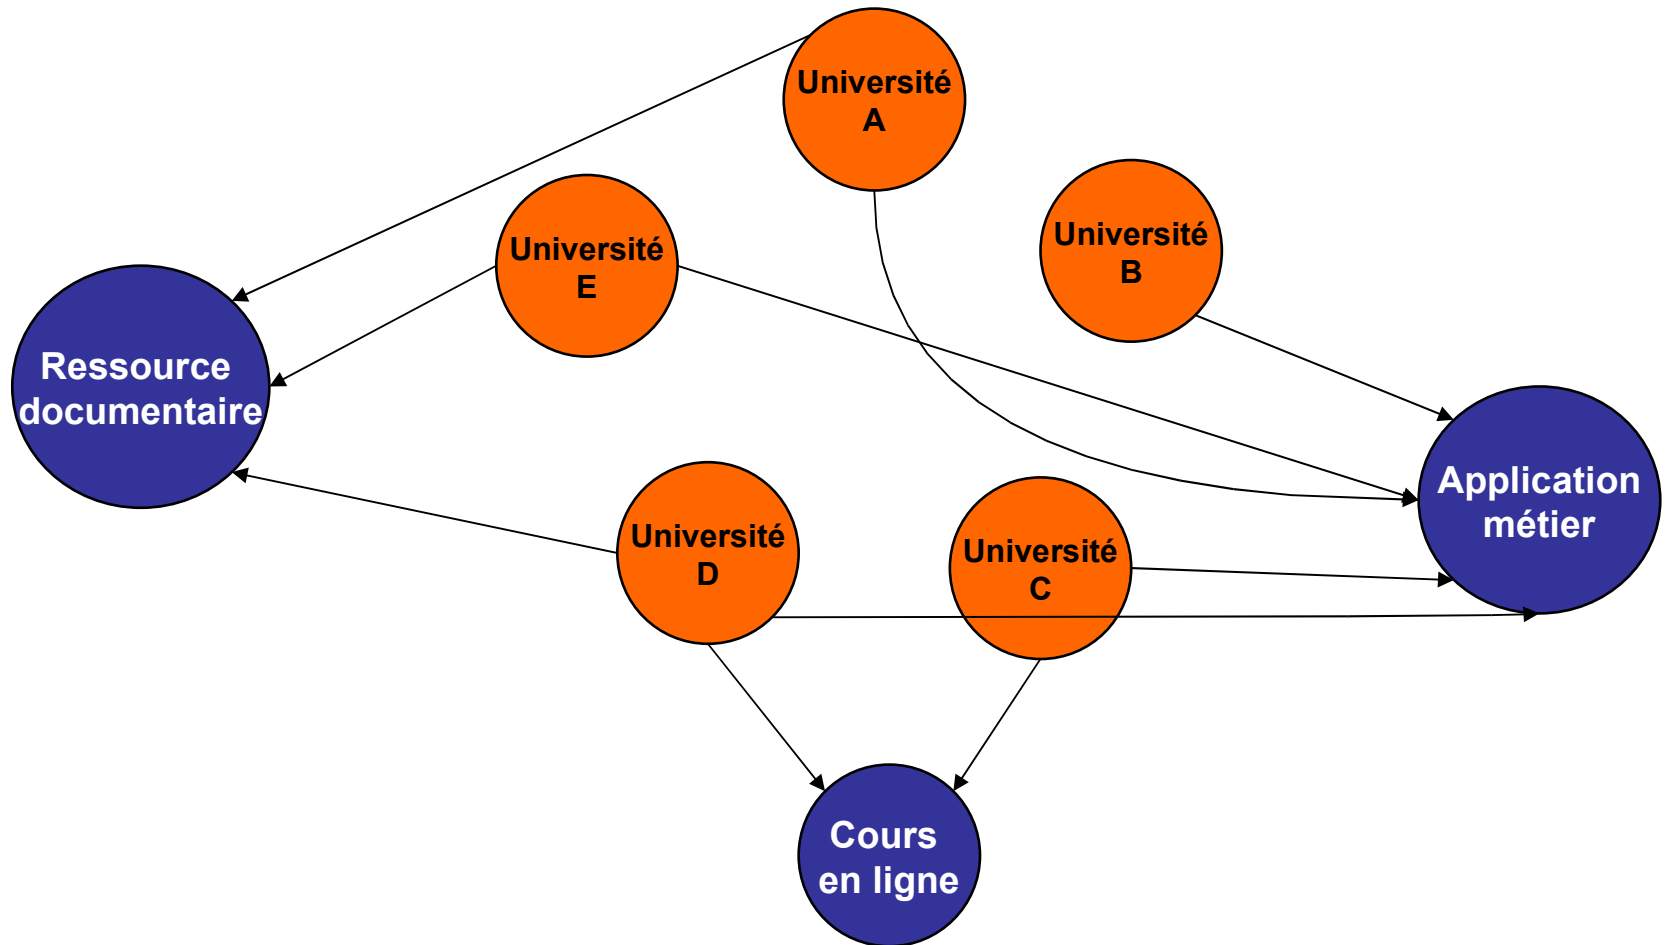 Université
A
Université
B
Université
E
Ressource
documentaire
Application
métier
Université
D
Université
C
Cours
en ligne